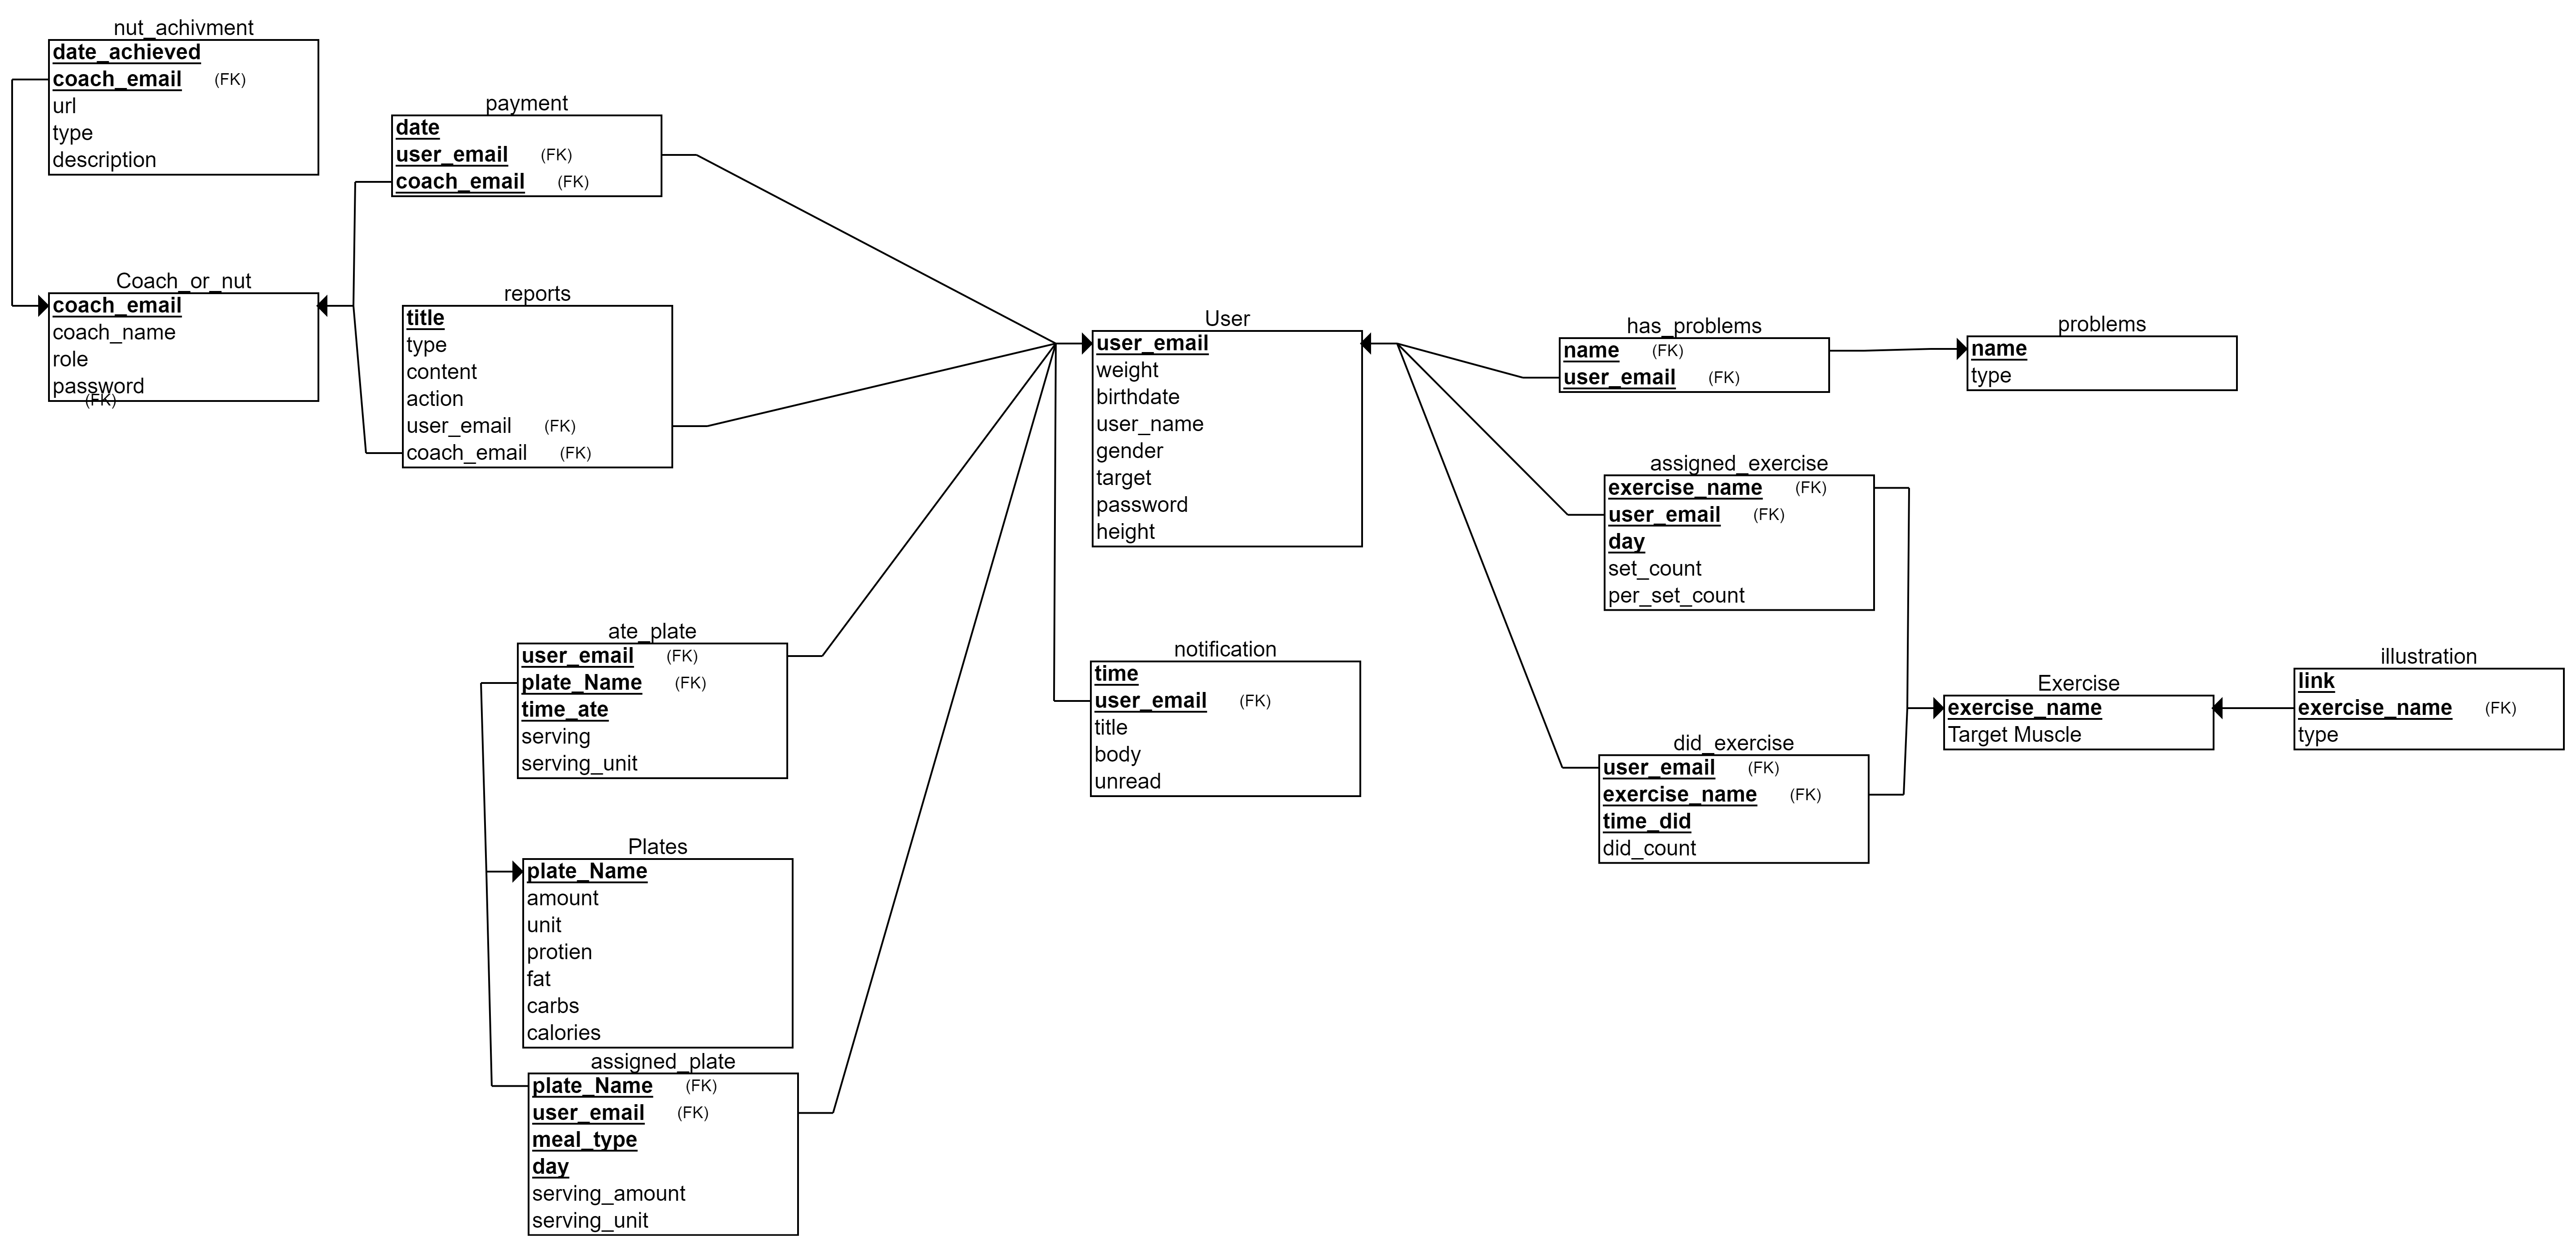 nut_achivment
date_achieved
coach_email (FK)
url
type
description
payment
date
user_email (FK)
coach_email (FK)
Coach_or_nut
coach_email
coach_name
role
password
(FK)
reports
title
type
content
action
user_email (FK)
coach_email (FK)
User
user_email
weight
birthdate
user_name
gender
target
password
height
has_problems
name (FK)
user_email (FK)
problems
name
type
assigned_exercise
exercise_name (FK)
user_email (FK)
day
set_count
per_set_count
ate_plate
user_email (FK)
plate_Name (FK)
time_ate
serving
serving_unit
notification
time
user_email (FK)
title
body
unread
did_exercise
user_email (FK)
exercise_name (FK)
time_did
did_count
Exercise
exercise_name
Target Muscle
illustration
link
exercise_name (FK)
type
Plates
plate_Name
amount
unit
protien
fat
carbs
calories
assigned_plate
plate_Name (FK)
user_email (FK)
meal_type
day
serving_amount
serving_unit